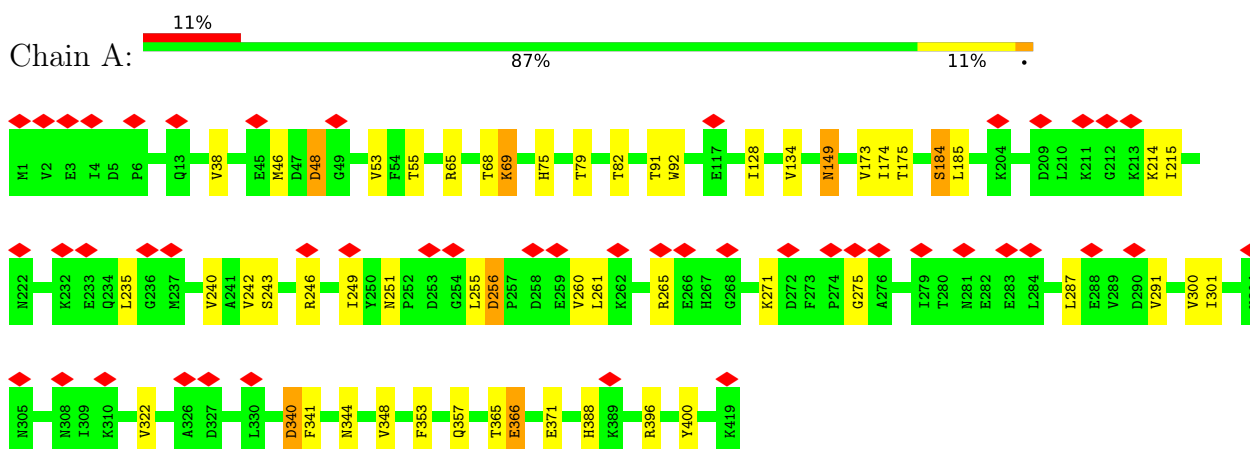 11%
Chain A:
87% 11% •
M1 V2 E3 I4 D5 P6 Q13 V38 E45 M46 D47 D48 G49 V53 F54 T55 R65 T68 K69 H75 T79 T82 T91 W92 E117 I128 V134 N149 V173 I174 T175 S184 L185 K204 D209 L210 K211 G212 K213 K214 I215
N222 K232 E233 Q234 L235 G236 M237 V240 A241 V242 S243 R246 I249 Y250 N251 P252 D253 G254 L255 D256 P257 D258 E259 V260 L261 K262 R265 E266 H267 G268 K271 D272 F273 P274 G275 A276 I279 T280 N281 E282 E283 L284 L287 E288 V289 D290 V291 V300 I301
N305 N308 I309 K310 V322 A326 D327 L330 D340 F341 N344 V348 F353 Q357 T365 E366 E371 H388 K389 R396 Y400 K419